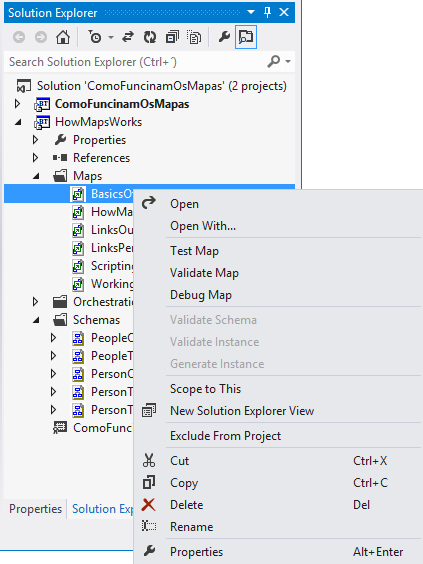 Solution Explorer
Search Solution Explorer (Ctrl+´)
Solution 'ComoFuncinamOsMapas' (2 projects)
ComoFuncinamOsMapas
HowMapsWorks
Properties
References
Maps
BasicsO
HowMa
LinksOu
LinksPer
Scripting
Working
Orchestration
Schemas
PeopleC
PeopleT
PersonO
PersonT
PersonT
ComoFunci
Open
Open With...
Test Map
Validate Map
Debug Map
Validate Schema
Validate Instance
Generate Instance
Scope to This
New Solution Explorer View
Exclude From Project
Cut Ctrl+X
Copy Ctrl+C
Delete Del
Rename
Properties Alt+Enter
Properties Solution Exp